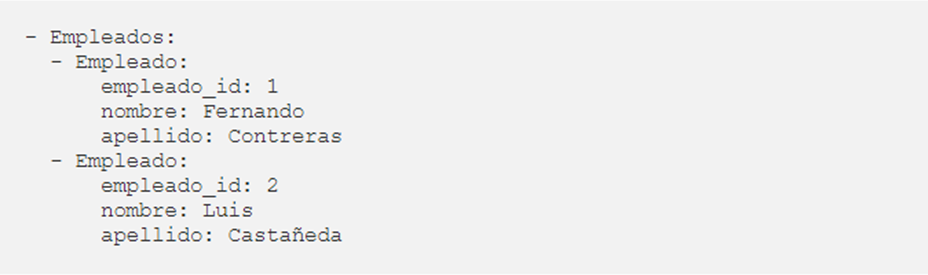 - Empleados:
  - Empleado:
      empleado_id: 1
      nombre: Fernando
      apellido: Contreras
  - Empleado:
      empleado_id: 2
      nombre: Luis
      apellido: Castañeda